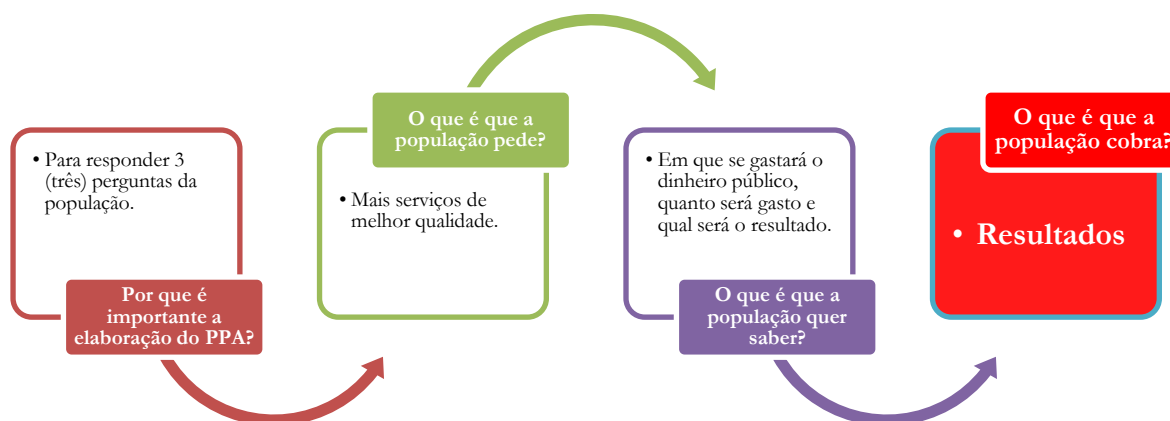 • Para responder 3
(três) perguntas da
população.
Por que é
importante a
elaboração do PPA?
O que é que a
população pede?
• Mais serviços de
melhor qualidade.
• Em que se gastará o
dinheiro público,
quanto será gasto e
qual será o resultado.
O que é que a
população quer
saber?
O que é que a
população cobra?
• Resultados